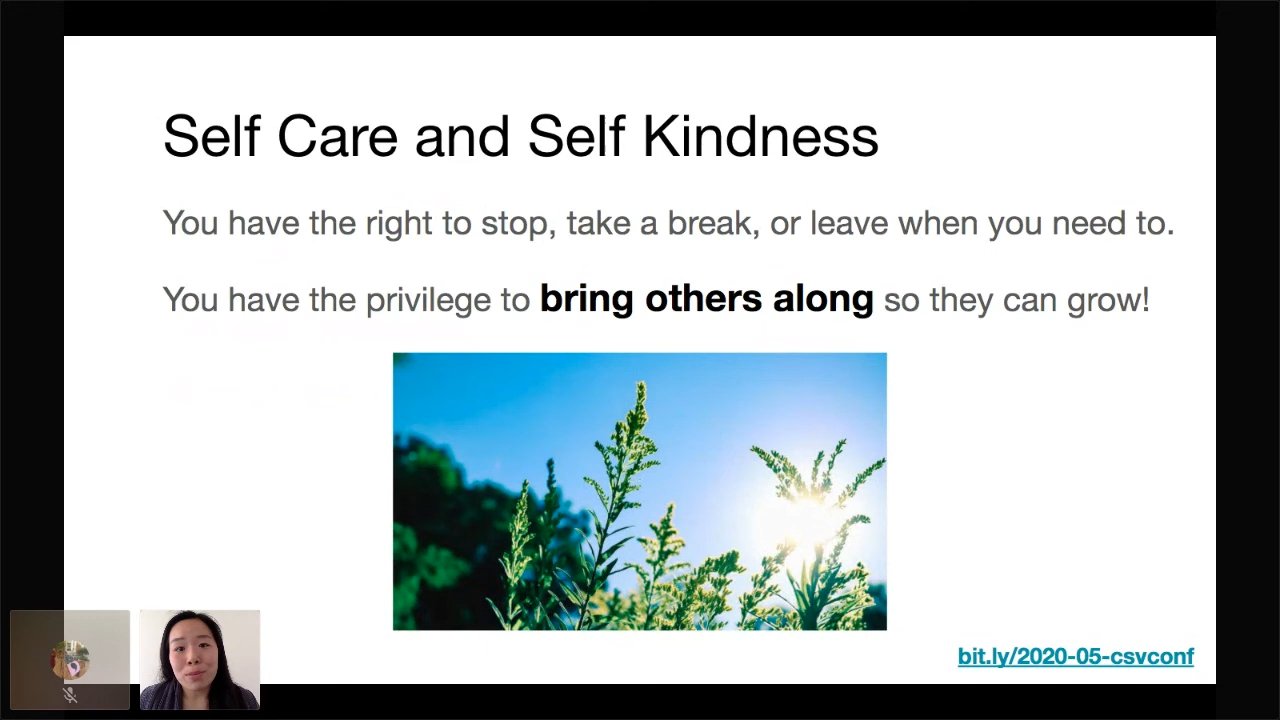 Self Care and Self Kindness
You have the right to stop, take a break, or leave when you need to.
You have the privilege to bring others along so they can grow!
bit.ly/2020-05-csvconf